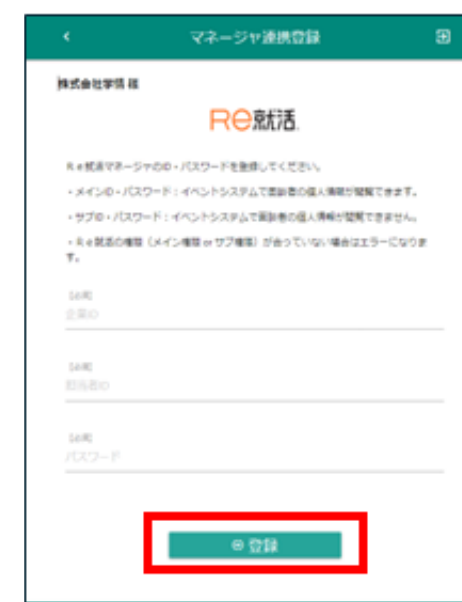 マネージャ連携登録
株式会社学情 様
Re就活
Re就活マネージャのID・パスワードを登録してください。
・メインID・パスワード：イベントシステムで面談者の個人情報が閲覧できます。
・サブID・パスワード：イベントシステムで面談者の個人情報が閲覧できません。
・Re就活の権限（メイン権限 or サブ権限）が合っていない場合はエラーになりま
す。
企業ID
担当者ID
パスワード
登録